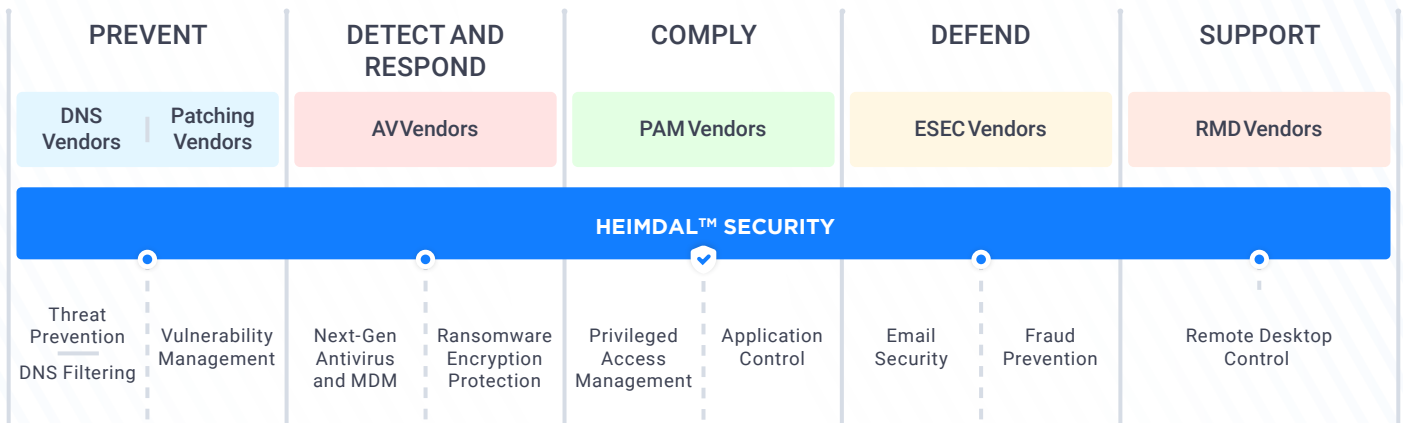 PREVENT
DETECT AND
RESPOND
COMPLY
DEFEND
SUPPORT
DNS
Vendors
Patching
Vendors
AV Vendors
PAM Vendors
ESEC Vendors
RMD Vendors
HEIMDAL™ SECURITY
Threat
Prevention
DNS Filtering
Vulnerability
Management
Next-Gen
Antivirus
and MDM
Ransomware
Encryption
Protection
Privileged
Access
Management
Application
Control
Email
Security
Fraud
Prevention
Remote Desktop
Control